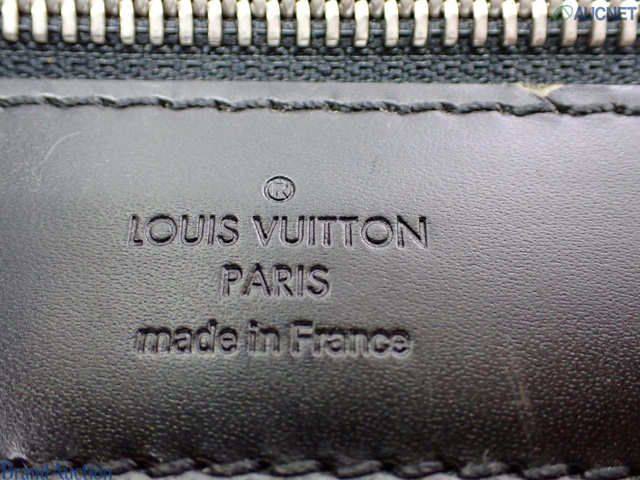 AUCNET
®
LOUIS VUITTON
PARIS
made in France
Brand Auction